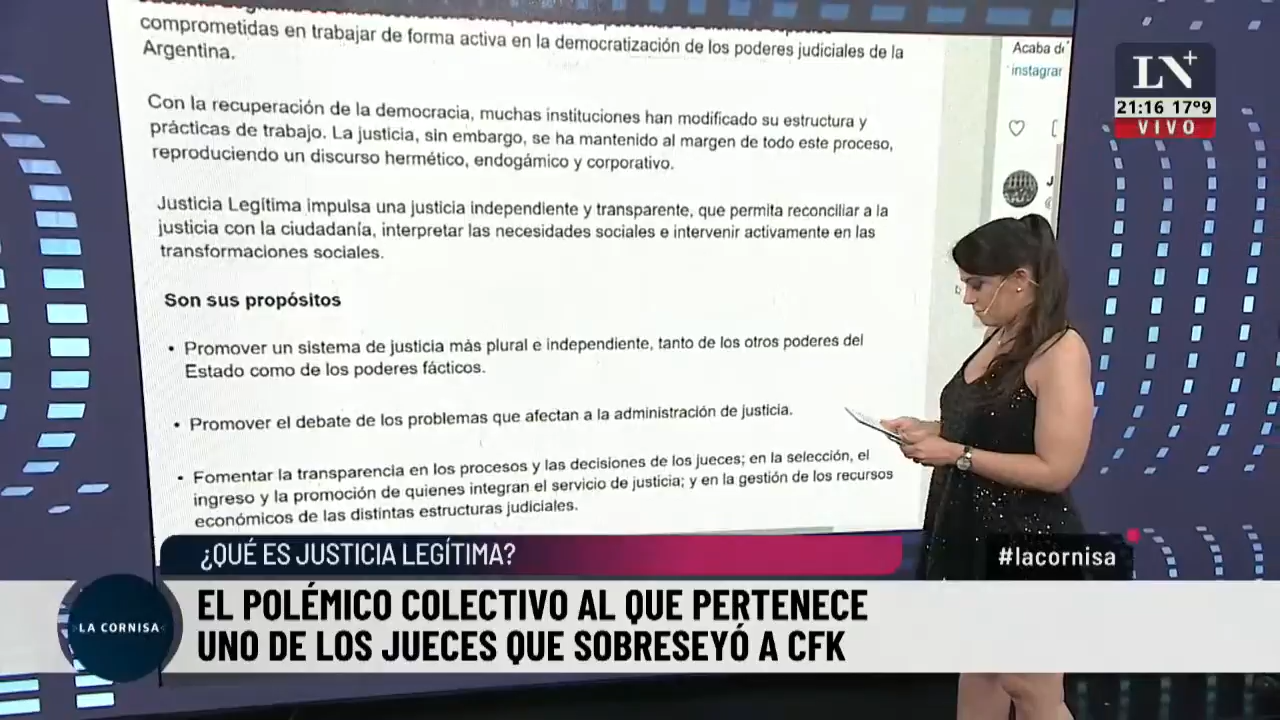 comprometidas en trabajar de forma activa en la democratización de los poderes judiciales de la
Argentina.
Con la recuperación de la democracia, muchas instituciones han modificado su estructura y
prácticas de trabajo. La justicia, sin embargo, se ha mantenido al margen de todo este proceso,
reproduciendo un discurso hermético, endogámico y corporativo.
Justicia Legítima impulsa una justicia independiente y transparente, que permita reconciliar a la
justicia con la ciudadanía, interpretar las necesidades sociales e intervenir activamente en las
transformaciones sociales.
Son sus propósitos
• Promover un sistema de justicia más plural e independiente, tanto de los otros poderes del
Estado como de los poderes fácticos.
• Promover el debate de los problemas que afectan a la administración de justicia.
• Fomentar la transparencia en los procesos y las decisiones de los jueces; en la selección, el
ingreso y la promoción de quienes integran el servicio de justicia; y en la gestión de los recursos
económicos de las distintas estructuras judiciales.
Acaba
instagrar
LN+
21:16 17°9
VIVO
¿QUÉ ES JUSTICIA LEGÍTIMA?
#lacornisa
LA CORNISA
EL POLÉMICO COLECTIVO AL QUE PERTENECE
UNO DE LOS JUECES QUE SOBRESEYÓ A CFK